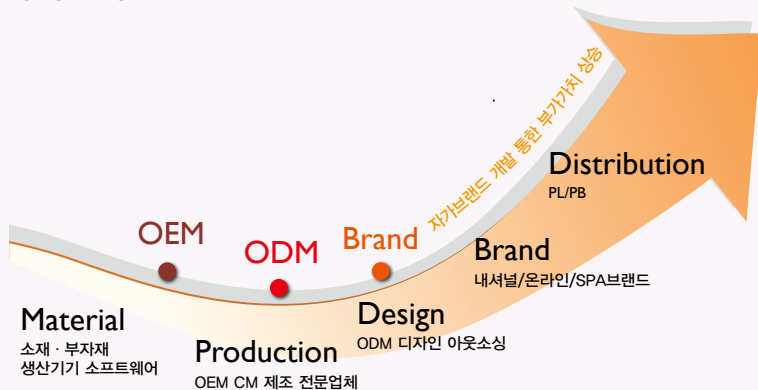 자가브랜드 개발 통한 부가가치 상승
OEM
ODM
Brand
Material
소재 · 부자재
생산기기 소프트웨어
Production
OEM CM 제조 전문업체
Design
ODM 디자인 아웃소싱
Brand
내셔널/온라인/SPA브랜드
Distribution
PL/PB